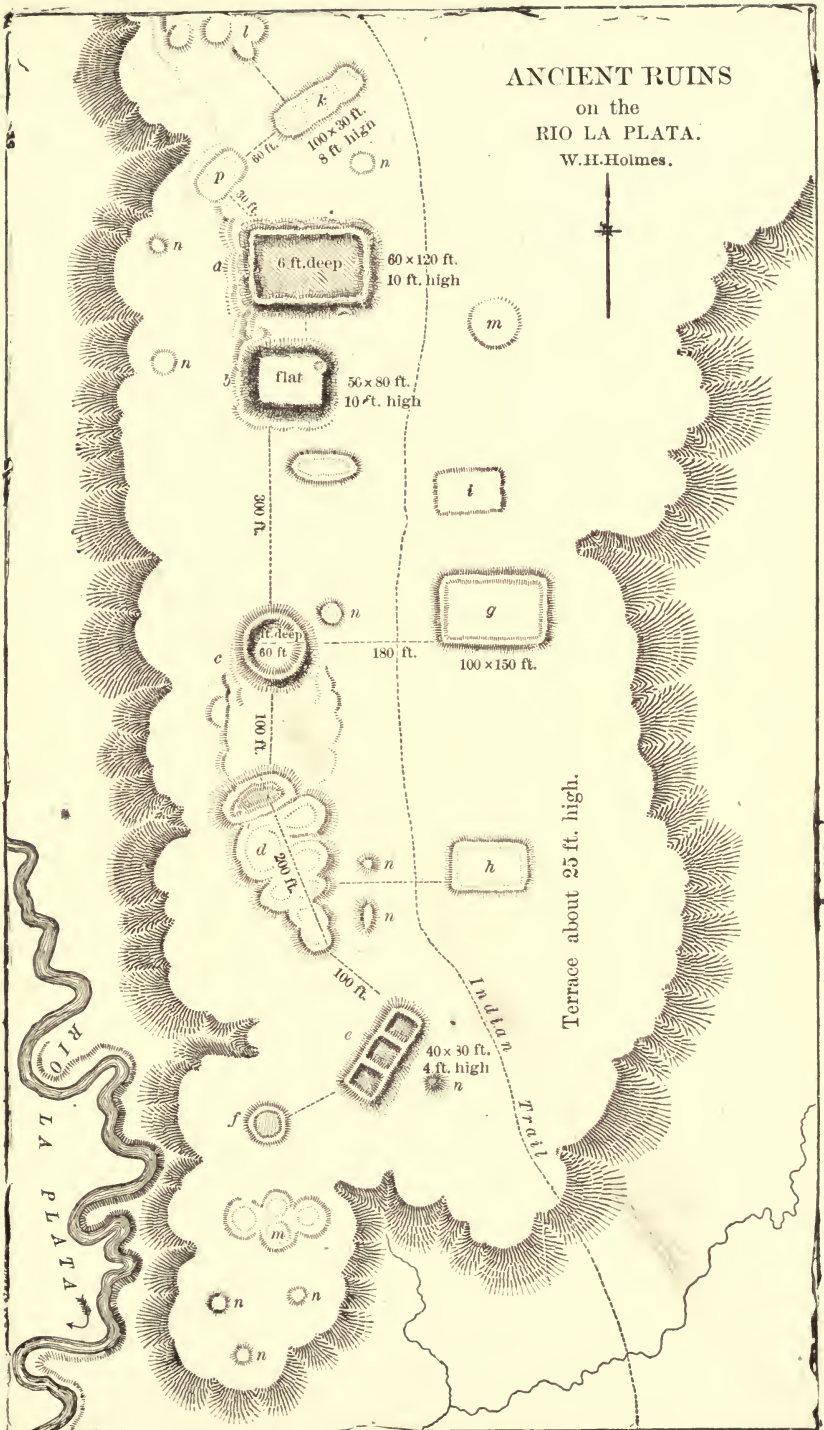 ANCIENT RUINS
on the
RIO LA PLATA.
W.H.Holmes.
l
k
100 x 30 ft.
8 ft high
60 ft.
n
p
30 ft.
n
a
6 ft. deep
60 x 120 ft.
10 ft. high
m
n
b
flat
80 ft.
10 ft. high
300 ft.
i
n
g
ft. deep
60 ft
c
180 ft.
100 x 150 ft.
100 ft.
Terrace about 25 ft. high.
d
200 ft.
n
h
n
100 ft.
Indian
Trail
e
40 x 30 ft.
4 ft. high
n
f
RIO
LA PLATA
m
n
n
n